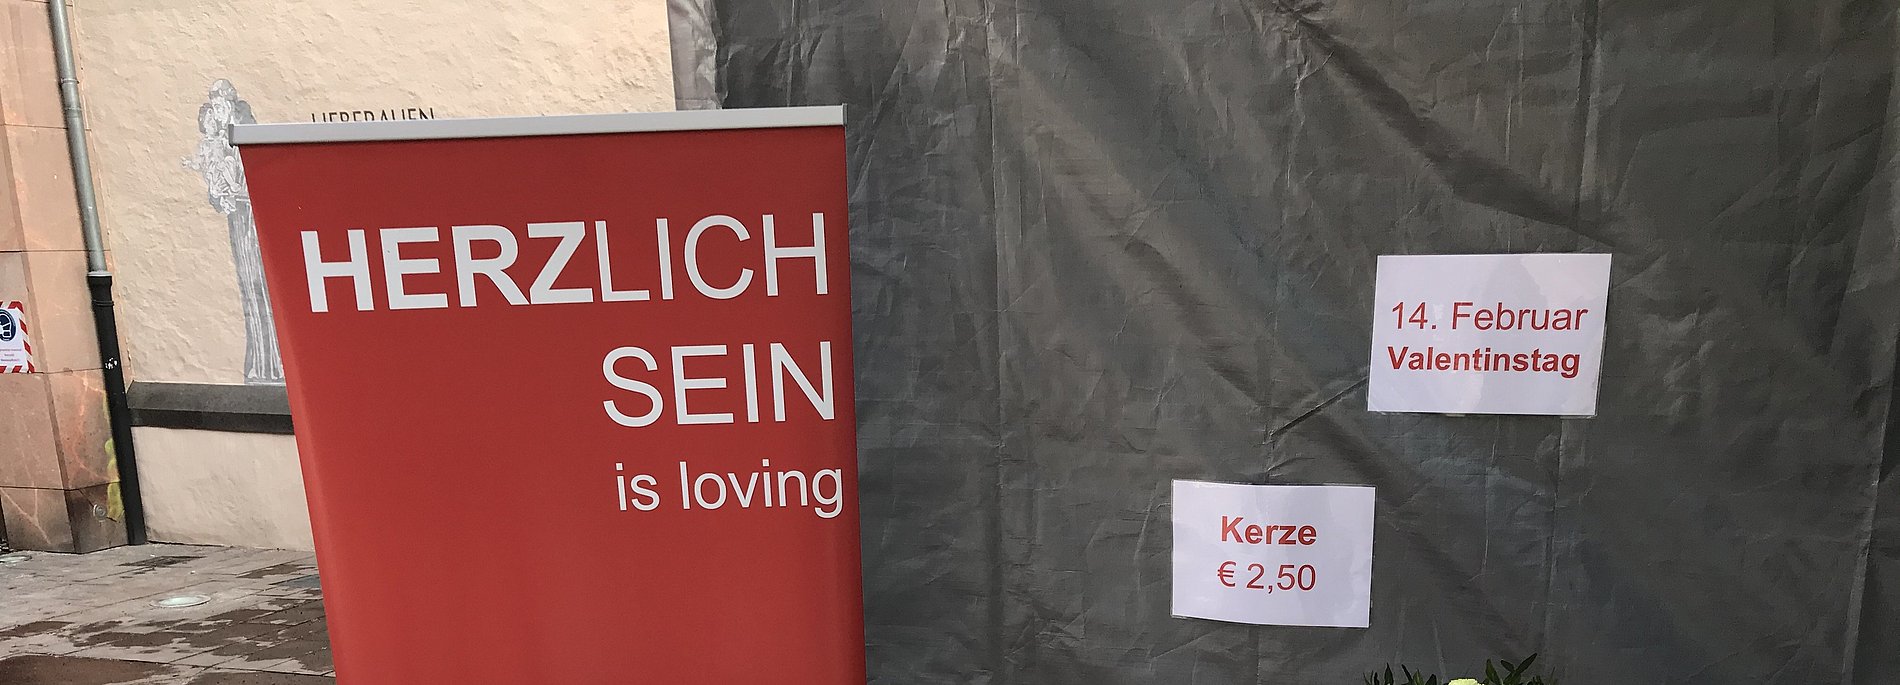 HERZLICH
SEIN
is loving
14. Februar
Valentinstag
Kerze
€ 2,50